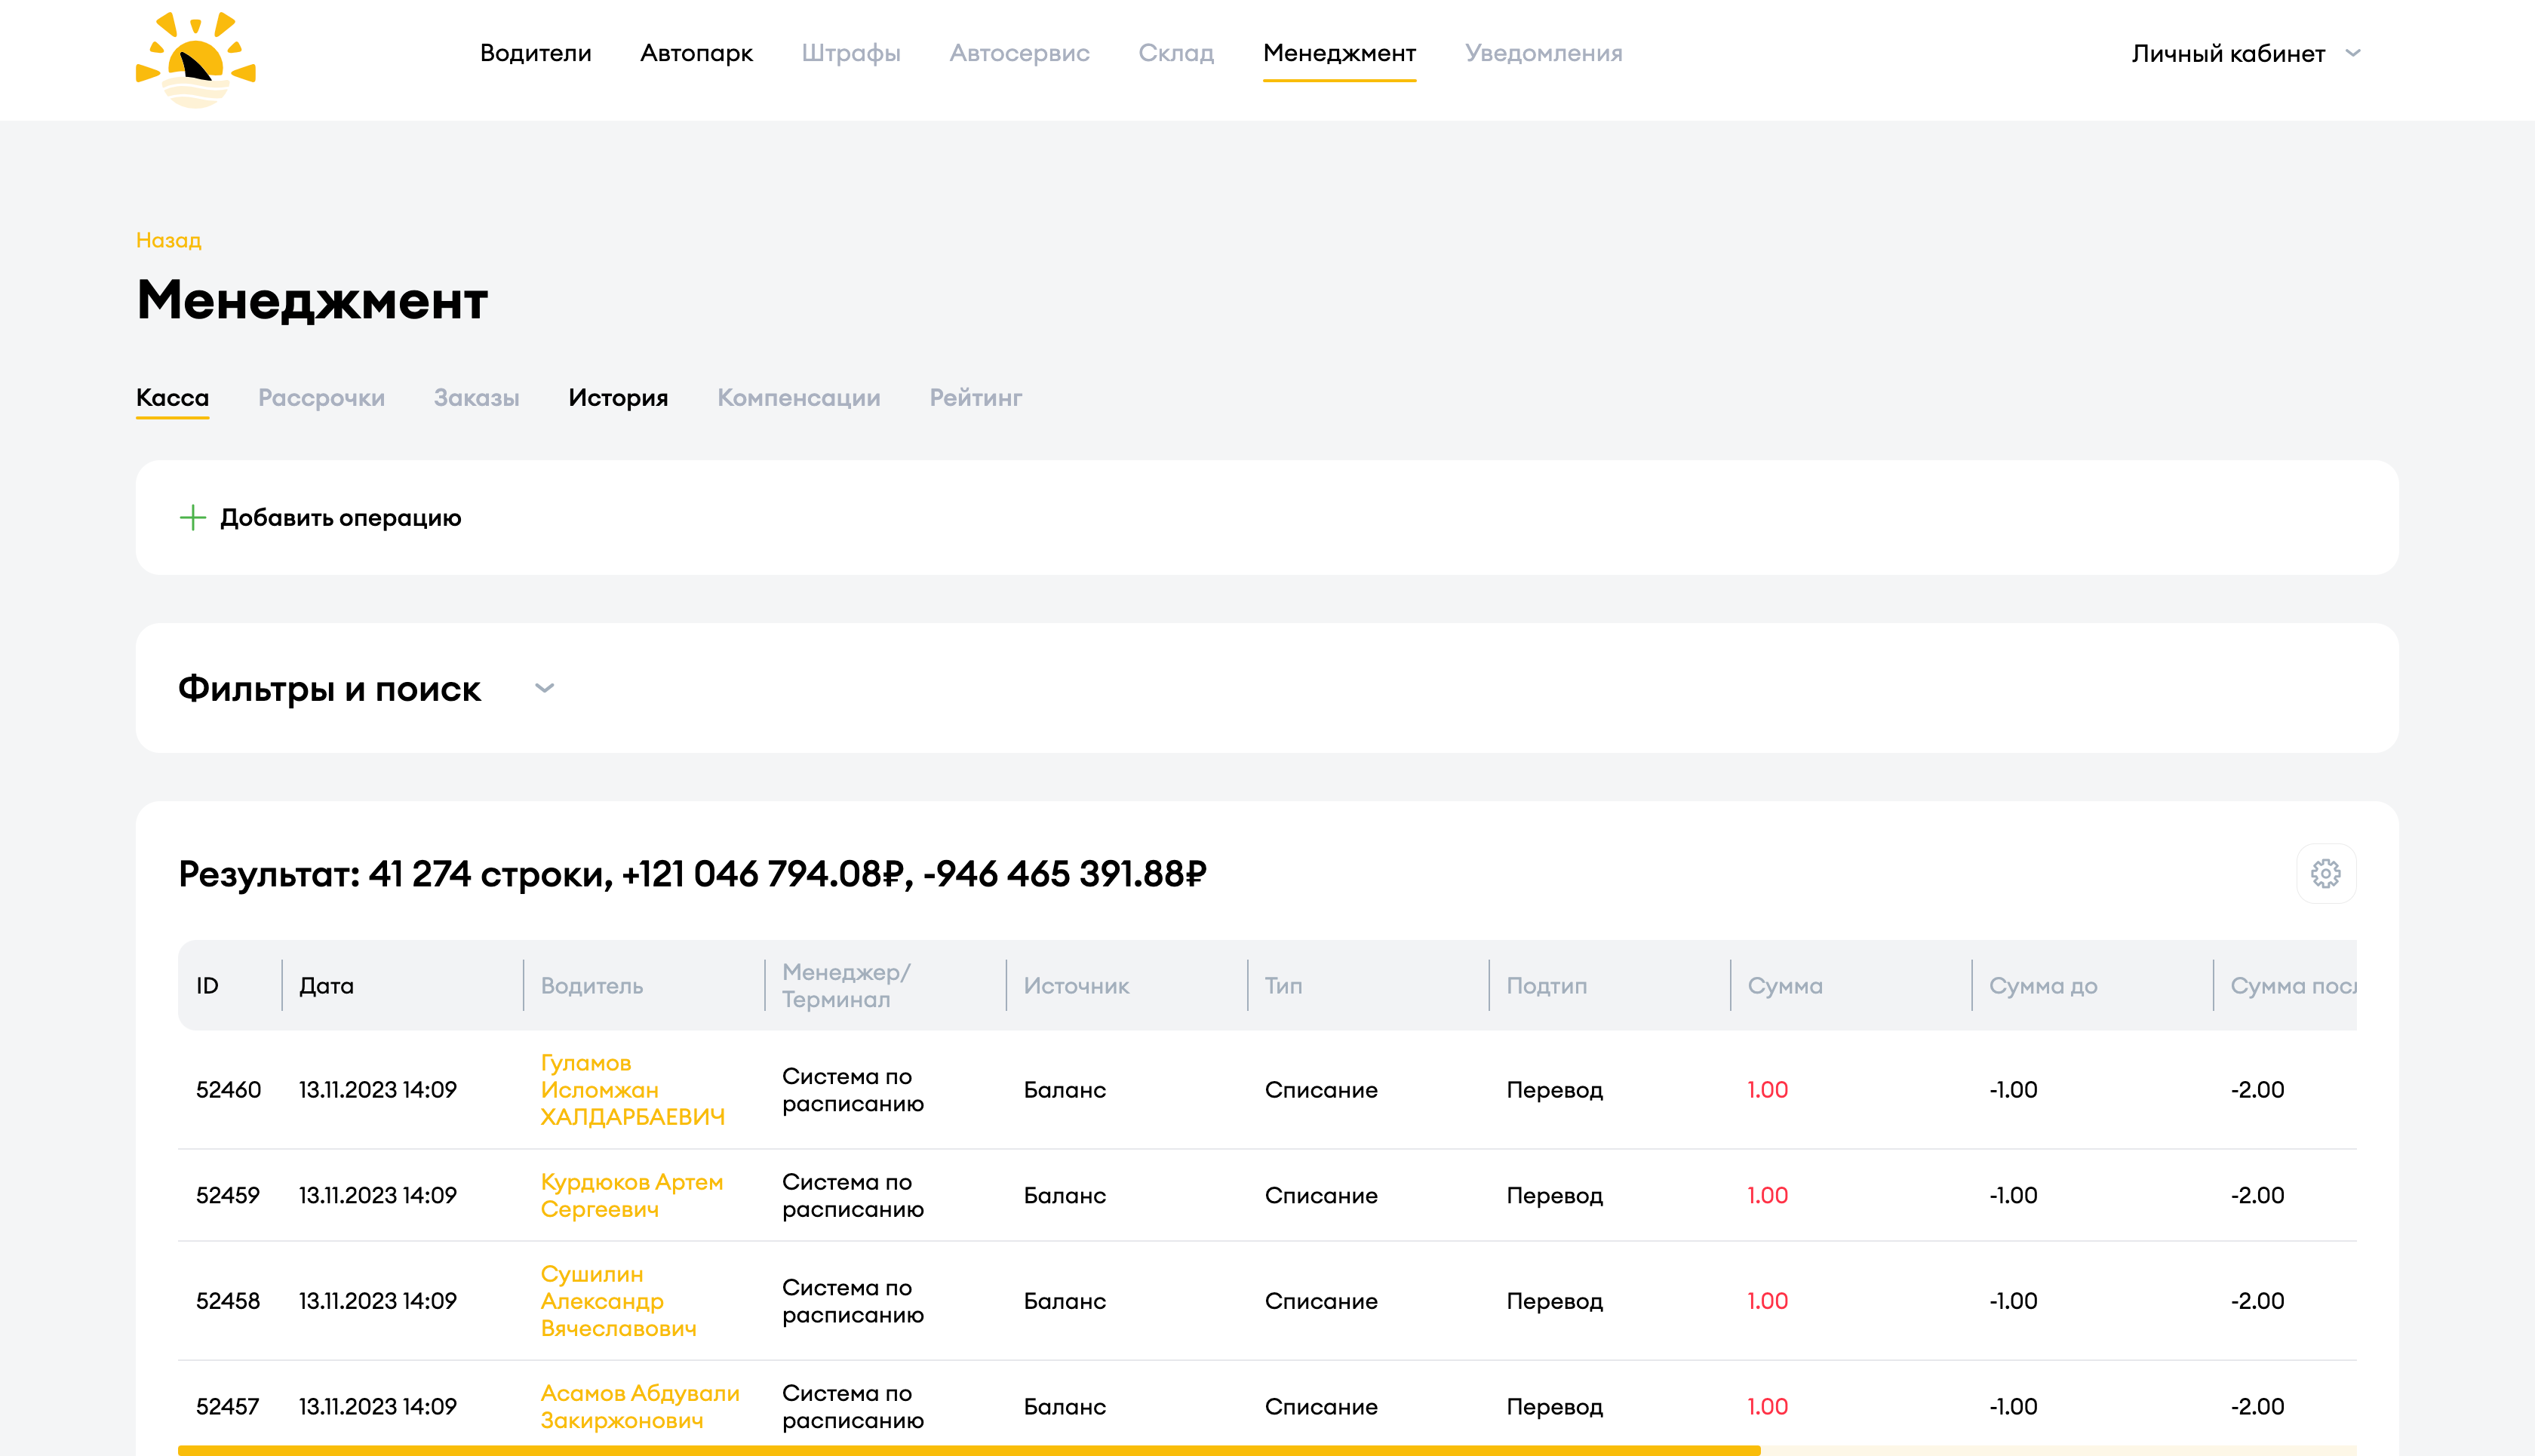 Водители Автопарк Штрафы Автосервис Склад Менеджмент Уведомления Личный кабинет
Назад
Менеджмент
Касса Рассрочки Заказы История Компенсации Рейтинг
Добавить операцию
Фильтры и поиск
Результат: 41 274 строки, +121 046 794.08₽, -946 465 391.88₽
ID Дата Водитель Менеджер/ Источник Тип Подтип Сумма Сумма до Сумма посл
Терминал
Гуламов
52460 13.11.2023 14:09 Исломжан Система по Баланс Списание Перевод 1.00 -1.00 -2.00
ХАЛДАРБАЕВИЧ расписанию
52459 13.11.2023 14:09 Курдюков Артем Система по Баланс Списание Перевод 1.00 -1.00 -2.00
Сергеевич расписанию
Сушилин
52458 13.11.2023 14:09 Александр Система по Баланс Списание Перевод 1.00 -1.00 -2.00
Вячеславович расписанию
52457 13.11.2023 14:09 Асамов Абдували Система по Баланс Списание Перевод 1.00 -1.00 -2.00
Закиржонович расписанию